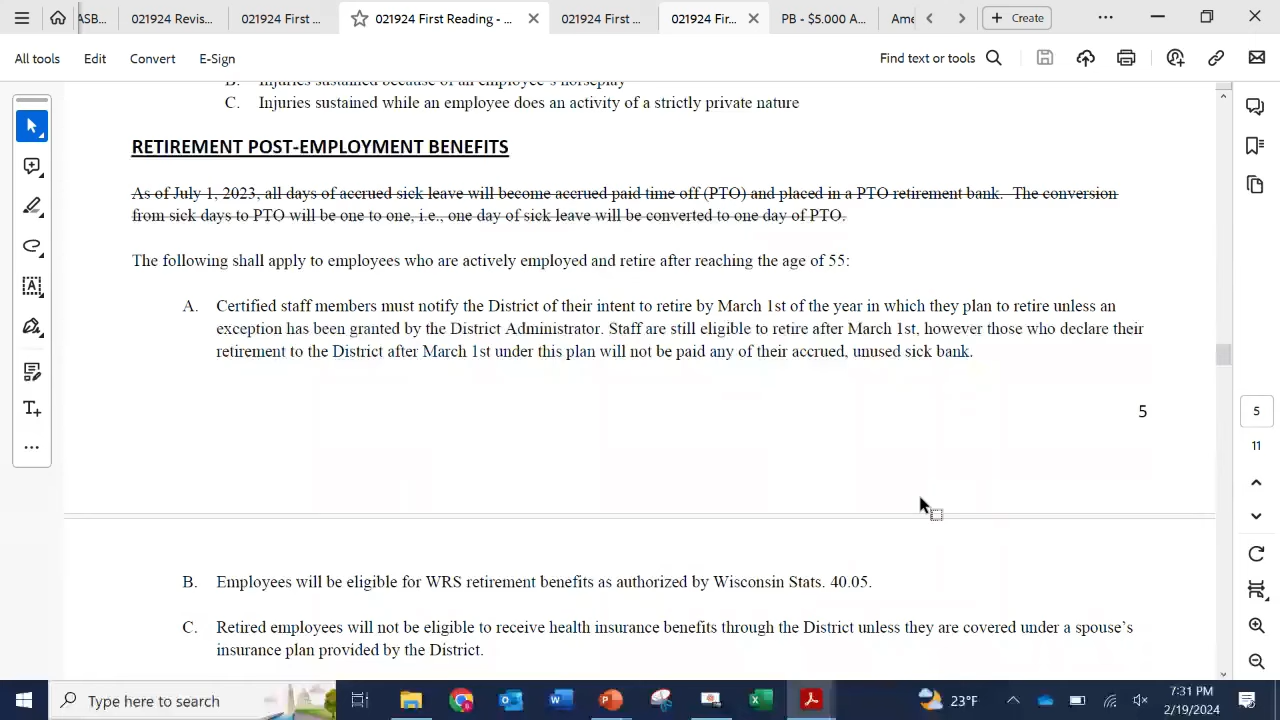 ASB...
021924 Revis...
021924 First ...
021924 First Reading - ...
021924 First ...
021924 Fir...
PB - $5.000 A...
Ame
Create
All tools
Edit
Convert
E-Sign
Find text or tools
B. Injuries sustained because of an employee's horseplay
C. Injuries sustained while an employee does an activity of a strictly private nature
RETIREMENT POST-EMPLOYMENT BENEFITS
As of July 1, 2023, all days of accrued sick leave will become accrued paid time off (PTO) and placed in a PTO retirement bank. The conversion
from sick days to PTO will be one to one, i.e., one day of sick leave will be converted to one day of PTO.
The following shall apply to employees who are actively employed and retire after reaching the age of 55:
A. Certified staff members must notify the District of their intent to retire by March 1st of the year in which they plan to retire unless an
exception has been granted by the District Administrator. Staff are still eligible to retire after March 1st, however those who declare their
retirement to the District after March 1st under this plan will not be paid any of their accrued, unused sick bank.
5
5
11
B. Employees will be eligible for WRS retirement benefits as authorized by Wisconsin Stats. 40.05.
C. Retired employees will not be eligible to receive health insurance benefits through the District unless they are covered under a spouse's
insurance plan provided by the District.
Type here to search
23°F
7:31 PM
2/19/2024